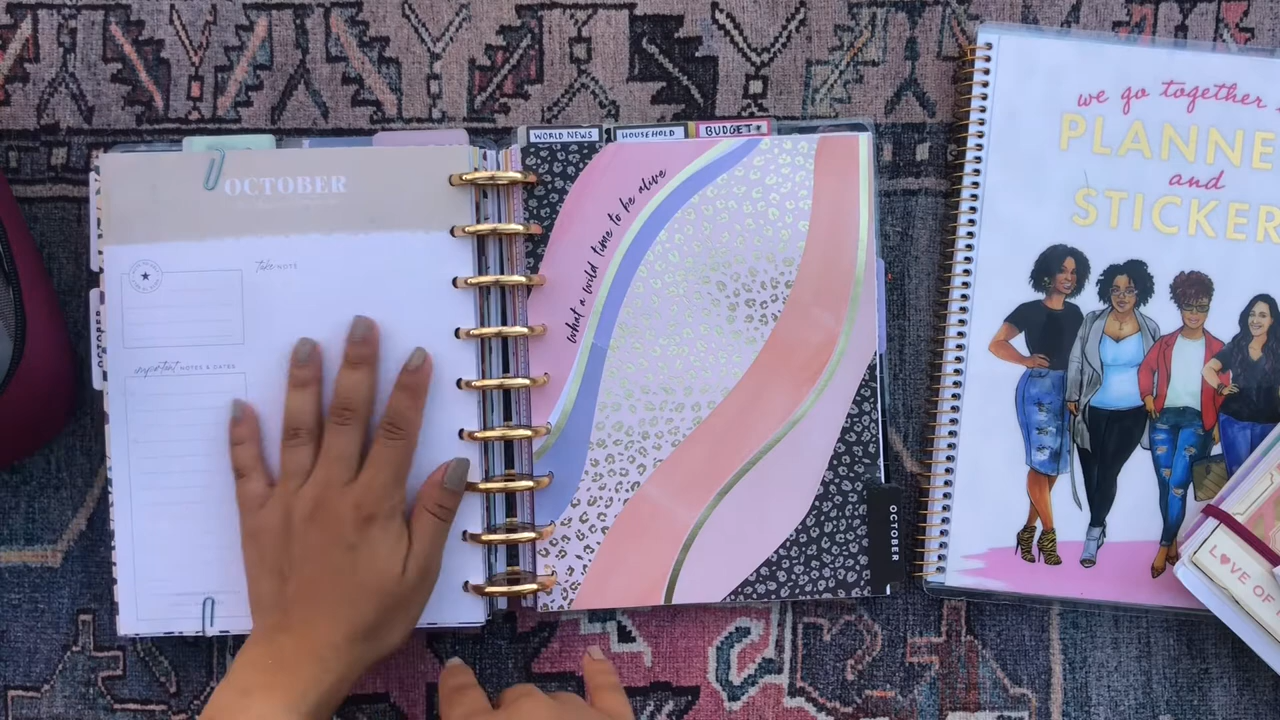 WORLD NEWS
HOUSEHOLD
BUDGET
OCTOBER
take NOTE
important NOTES & DATES
OCTOBER
what a wild time to be alive
OCTOBER
we go together
PLANNE
and
STICKER
LOVE OF